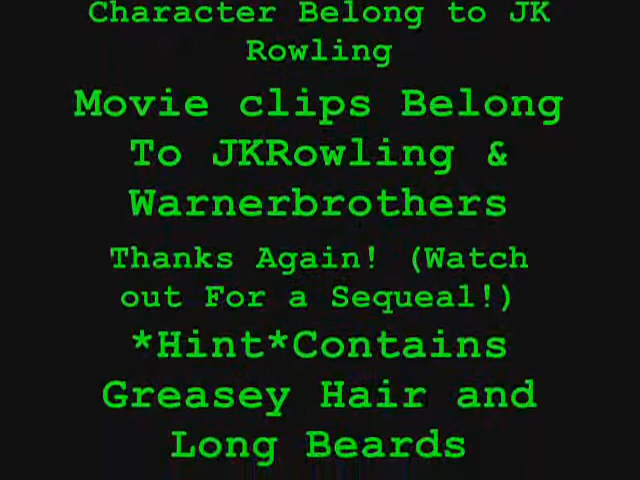 Character Belong to JK
Rowling
Movie clips Belong
To JKRowling &
Warnerbrothers
Thanks Again! (Watch
out For a Sequeal!)
*Hint*Contains
Greasey Hair and
Long Beards